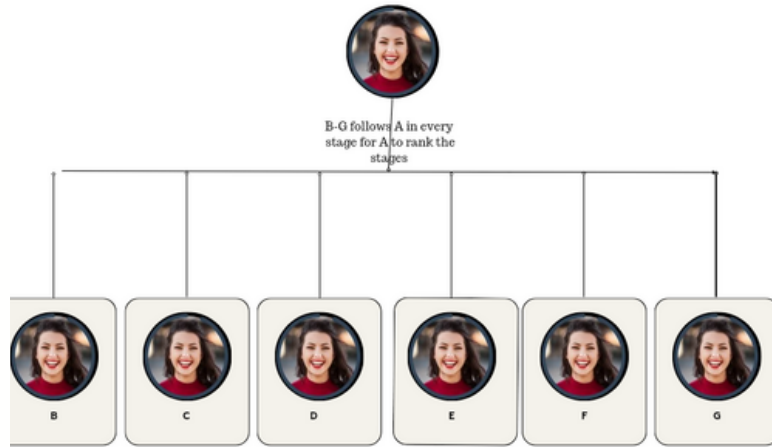 B-G follows A in every
stage for A to rank the
stages
B
C
D
E
F
G